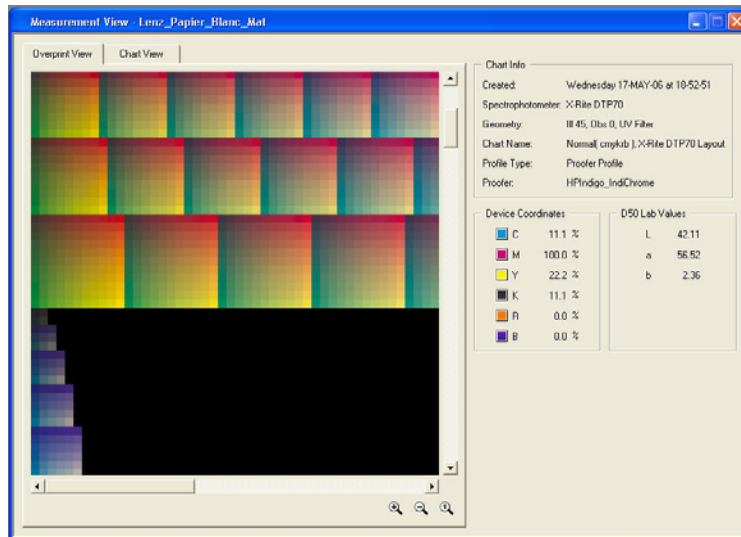 Measurement View - Lenz_Papier_Blanc_Mat
Overprint View
Chart View
Chart Info
Created: Wednesday 17-MAY-06 at 18-52-51
Spectrophotometer: X-Rite DTP70
Geometry: Ill 45, Obs 0, UV Filter
Chart Name: Normal( cmykrb ), X-Rite DTP70 Layout
Profile Type: Proofer Profile
Proofer: HPIndigo_IndiChrome
Device Coordinates
C 11.1 %
M 100.0 %
Y 22.2 %
K 11.1 %
R 0.0 %
B 0.0 %
D50 Lab Values
L 42.11
a 56.52
b 2.36